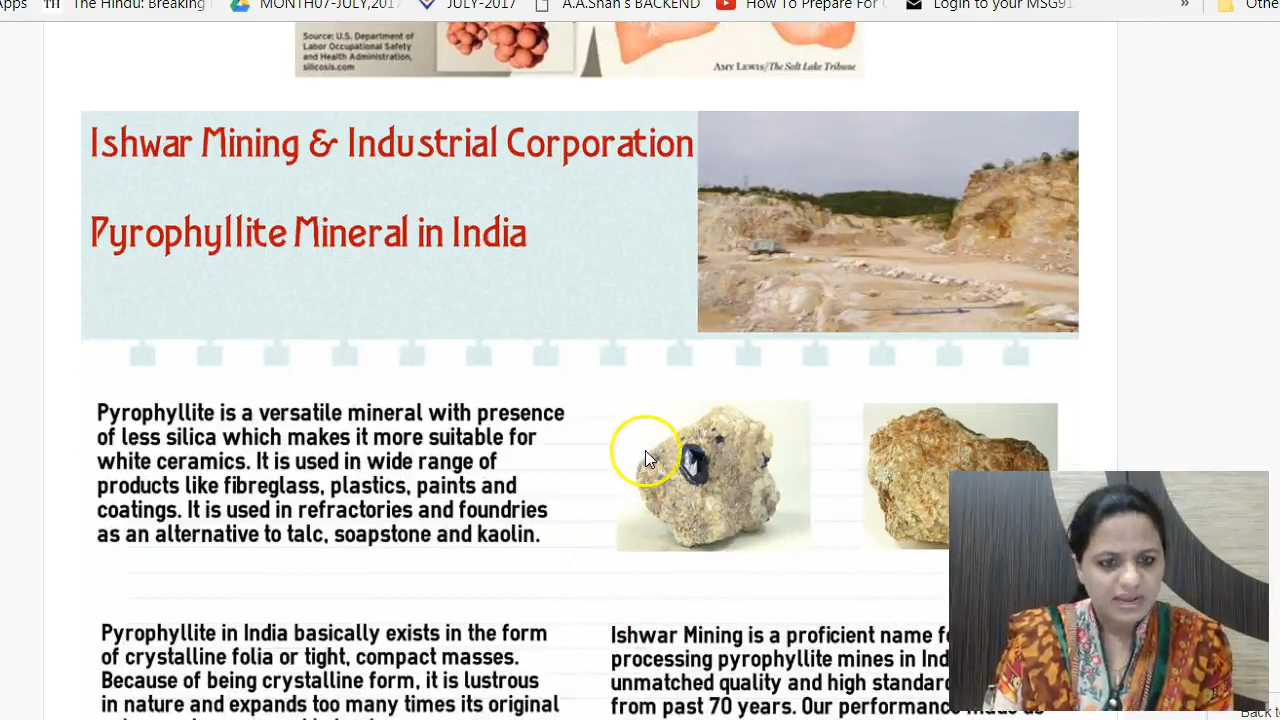 Apps
The Hindu: Breaking
MONTH07-JULY,2017
JULY-2017
A.A.Shah's BACKEND
How To Prepare For
Login to your MSG91
»
Othe
Source: U.S. Department of
Labor Occupational Safety
and Health Administration,
silicosis.com
AMY LEWIS/The Salt Lake Tribune
Ishwar Mining & Industrial Corporation
Pyrophyllite Mineral in India
Pyrophyllite is a versatile mineral with presence
of less silica which makes it more suitable for
white ceramics. It is used in wide range of
products like fibreglass, plastics, paints and
coatings. It is used in refractories and foundries
as an alternative to talc, soapstone and kaolin.
Pyrophyllite in India basically exists in the form
of crystalline folia or tight, compact masses.
Because of being crystalline form, it is lustrous
in nature and expands too many times its original
Ishwar Mining is a proficient name f
processing pyrophyllite mines in Ind
unmatched quality and high standar
from past 70 years. Our performance made us
Back to